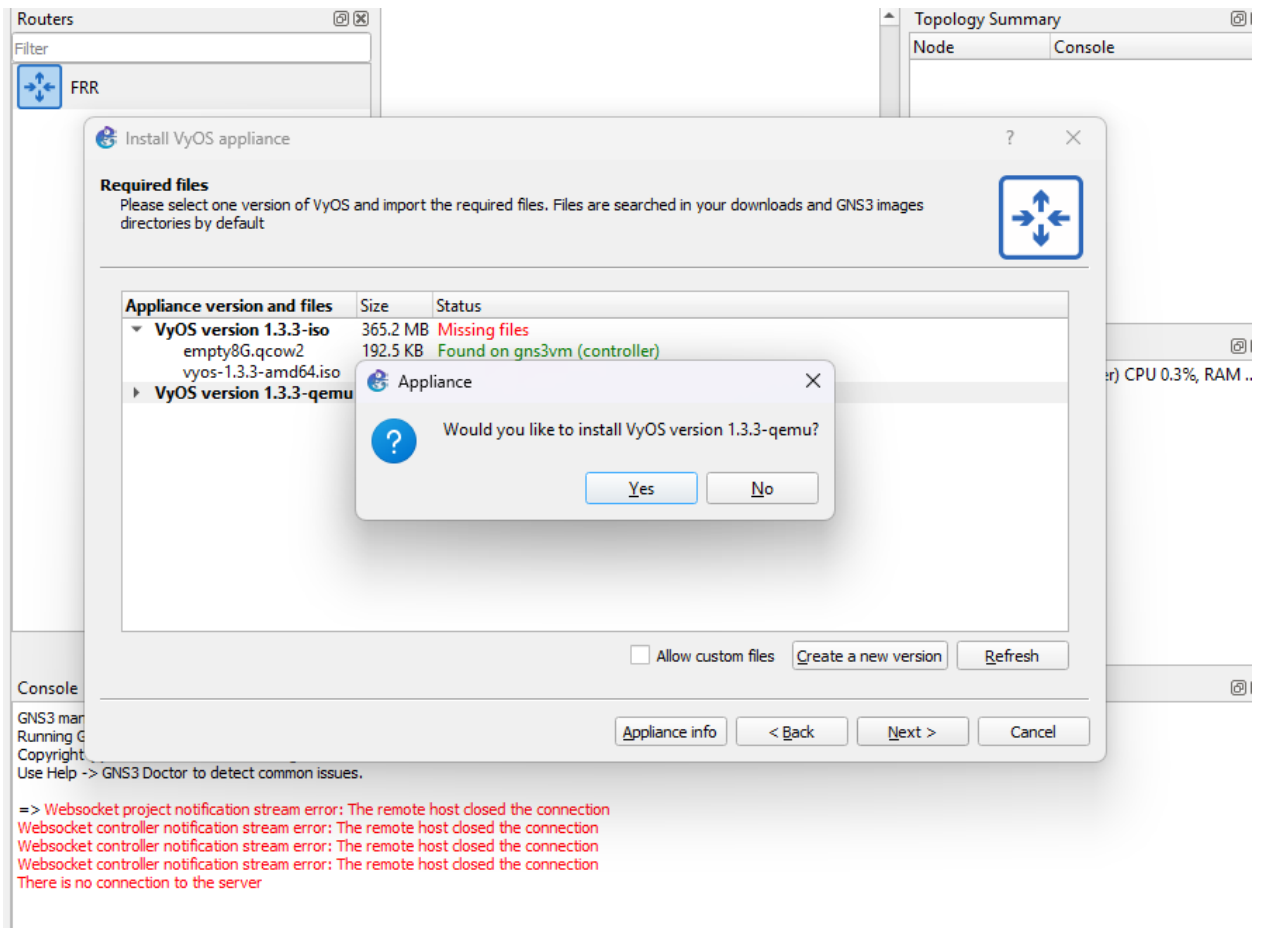 Routers
Filter
FRR
Topology Summary
Node Console
Install VyOS appliance
Required files
Please select one version of VyOS and import the required files. Files are searched in your downloads and GNS3 images
directories by default
Appliance version and files Size Status
VyOS version 1.3.3-iso 365.2 MB Missing files
empty8G.qcow2 192.5 KB Found on gns3vm (controller)
vyos-1.3.3-amd64.iso
VyOS version 1.3.3-qemu
Appliance
Would you like to install VyOS version 1.3.3-qemu?
Yes No
CPU 0.3%, RAM ..
Allow custom files Create a new version Refresh
Appliance info < Back Next > Cancel
Console
GNS3
Running
Copyright
Use Help -> GNS3 Doctor to detect common issues.
=> Websocket project notification stream error: The remote host closed the connection
Websocket controller notification stream error: The remote host closed the connection
Websocket controller notification stream error: The remote host closed the connection
Websocket controller notification stream error: The remote host closed the connection
There is no connection to the server